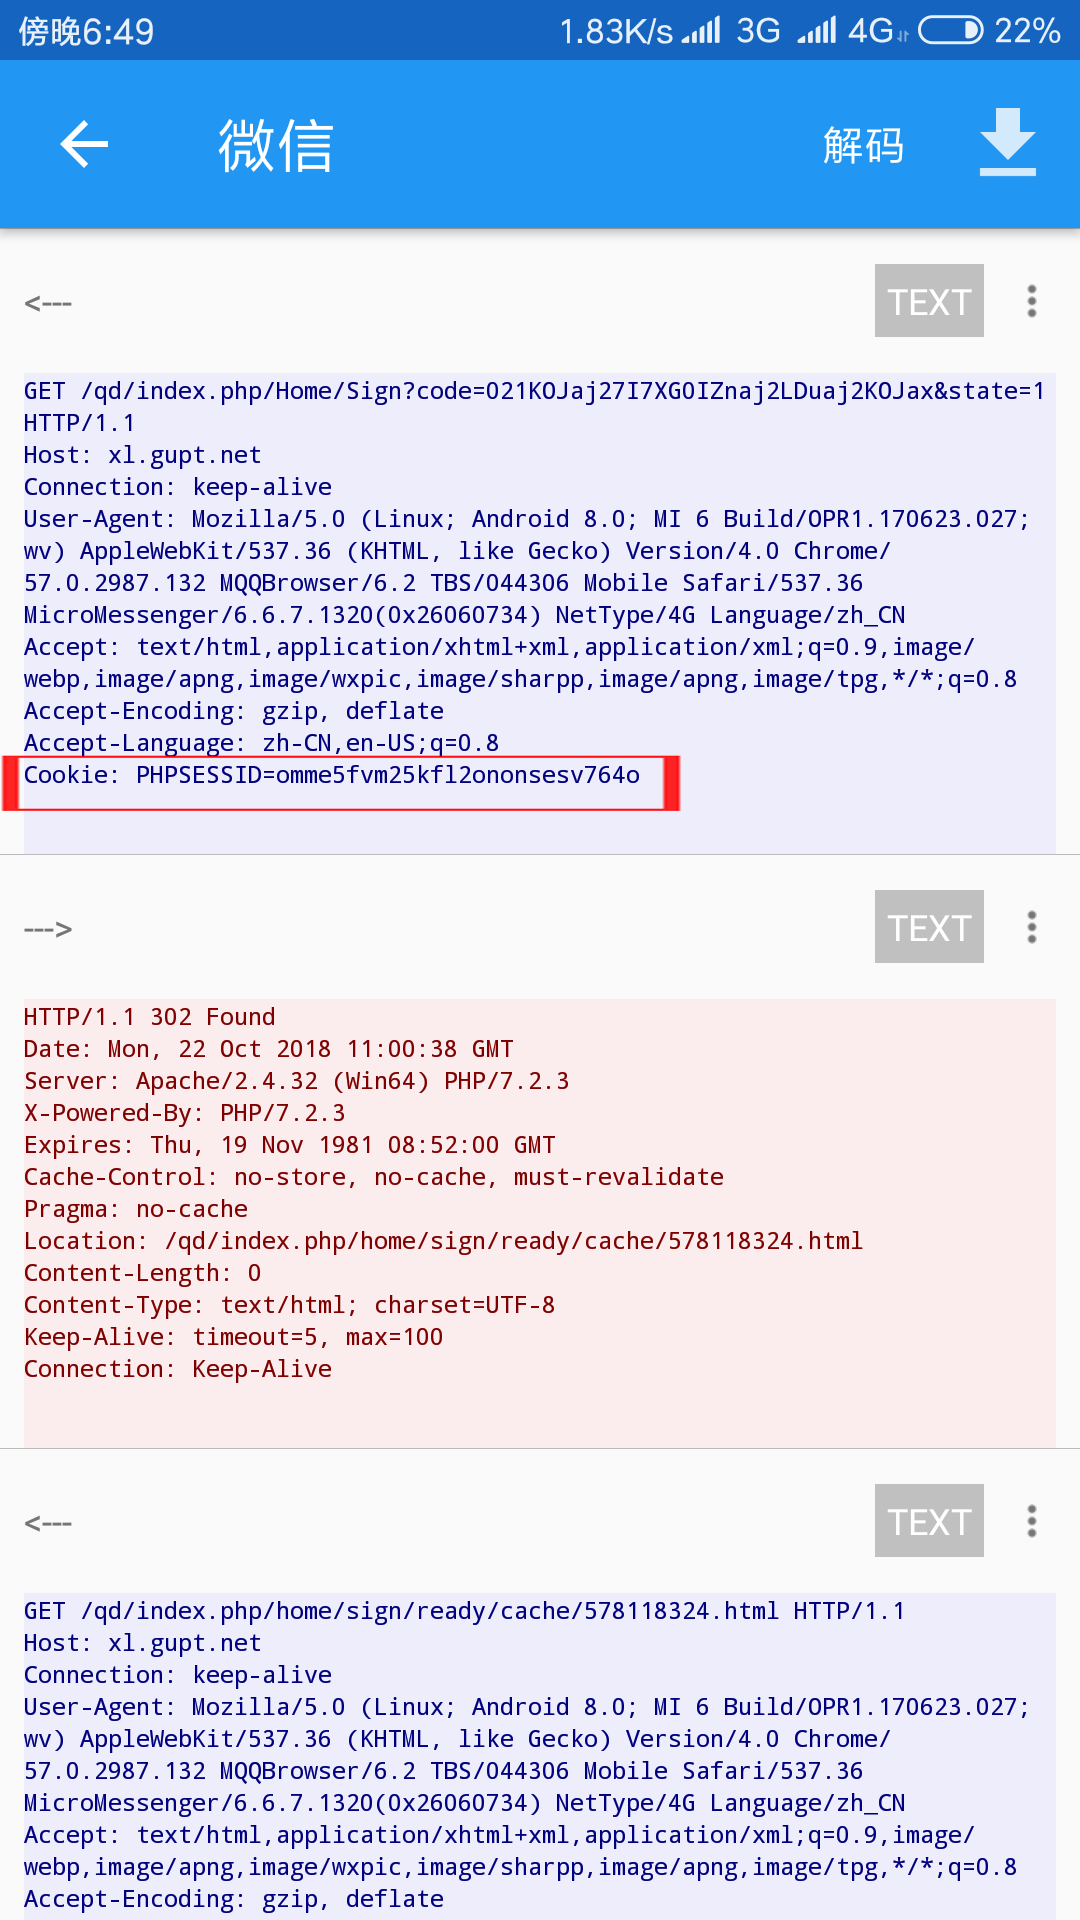 傍晚6:49 1.83K/s 3G 4G 22%
微信 解码
<--- TEXT
GET /qd/index.php/Home/Sign?code=021KOJaj27I7XG0IZnaj2LDuaj2KOJax&state=1
HTTP/1.1
Host: xl.gupt.net
Connection: keep-alive
User-Agent: Mozilla/5.0 (Linux; Android 8.0; MI 6 Build/OPR1.170623.027;
wv) AppleWebKit/537.36 (KHTML, like Gecko) Version/4.0 Chrome/
57.0.2987.132 MQQBrowser/6.2 TBS/044306 Mobile Safari/537.36
MicroMessenger/6.6.7.1320(0x26060734) NetType/4G Language/zh_CN
Accept: text/html,application/xhtml+xml,application/xml;q=0.9,image/
webp,image/apng,image/wxpic,image/sharpp,image/apng,image/tpg,*/*;q=0.8
Accept-Encoding: gzip, deflate
Accept-Language: zh-CN,en-US;q=0.8
Cookie: PHPSESSID=omme5fvm25kfl2ononsesv764o
---> TEXT
HTTP/1.1 302 Found
Date: Mon, 22 Oct 2018 11:00:38 GMT
Server: Apache/2.4.32 (Win64) PHP/7.2.3
X-Powered-By: PHP/7.2.3
Expires: Thu, 19 Nov 1981 08:52:00 GMT
Cache-Control: no-store, no-cache, must-revalidate
Pragma: no-cache
Location: /qd/index.php/home/sign/ready/cache/578118324.html
Content-Length: 0
Content-Type: text/html; charset=UTF-8
Keep-Alive: timeout=5, max=100
Connection: Keep-Alive
<--- TEXT
GET /qd/index.php/home/sign/ready/cache/578118324.html HTTP/1.1
Host: xl.gupt.net
Connection: keep-alive
User-Agent: Mozilla/5.0 (Linux; Android 8.0; MI 6 Build/OPR1.170623.027;
wv) AppleWebKit/537.36 (KHTML, like Gecko) Version/4.0 Chrome/
57.0.2987.132 MQQBrowser/6.2 TBS/044306 Mobile Safari/537.36
MicroMessenger/6.6.7.1320(0x26060734) NetType/4G Language/zh_CN
Accept: text/html,application/xhtml+xml,application/xml;q=0.9,image/
webp,image/apng,image/wxpic,image/sharpp,image/apng,image/tpg,*/*;q=0.8
Accept-Encoding: gzip, deflate